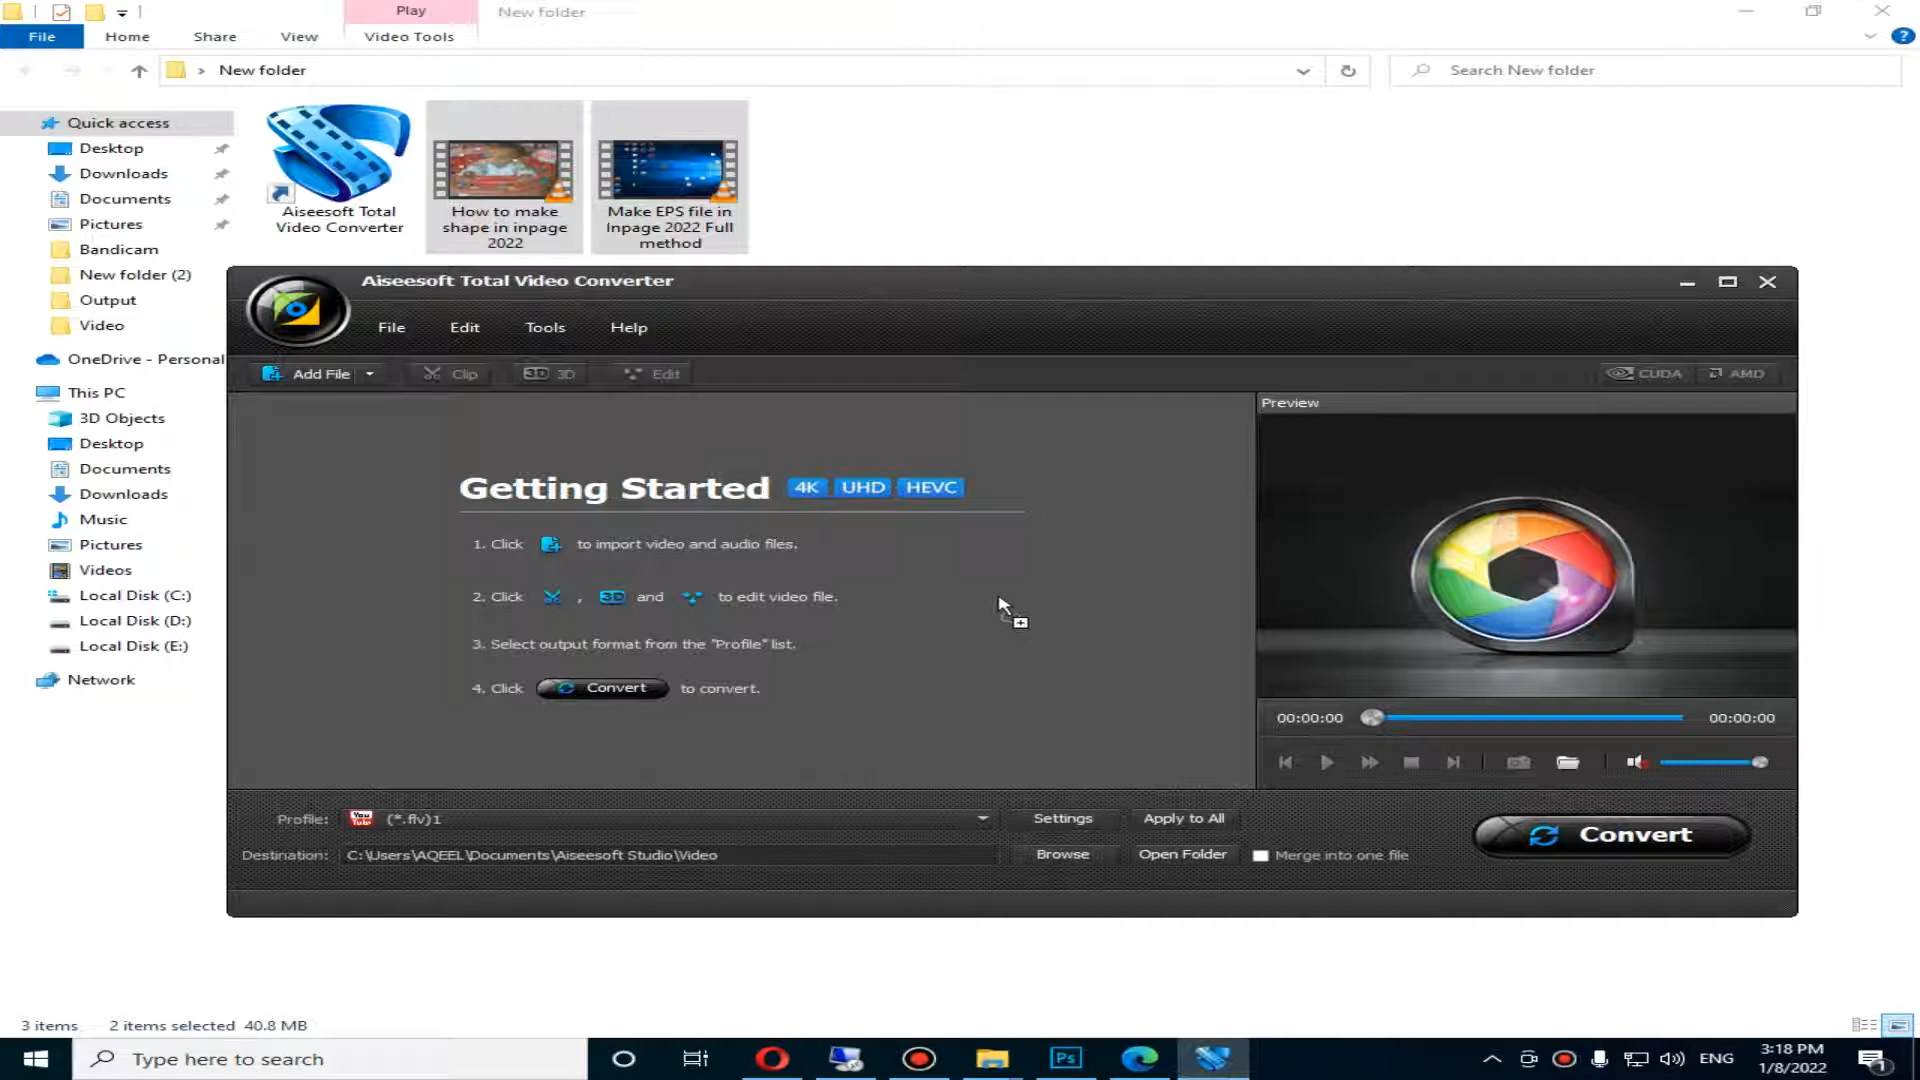 Play
New folder
File
Home
Share
View
Video Tools
New folder
Search New folder
Quick access
Desktop
Downloads
Documents
Pictures
Bandicam
New folder (2)
Output
Video
OneDrive - Personal
This PC
3D Objects
Desktop
Documents
Downloads
Music
Pictures
Videos
Local Disk (C:)
Local Disk (D:)
Local Disk (E:)
Network
Aiseesoft Total
Video Converter
How to make
shape in inpage
2022
Make EPS file in
Inpage 2022 Full
method
Aiseesoft Total Video Converter
File
Edit
Tools
Help
Add File
Clip
3D 3D
Edit
CUDA
AMD
Preview
Getting Started 4K UHD HEVC
1. Click to import video and audio files.
2. Click , 3D and to edit video file.
3. Select output format from the "Profile" list.
4. Click Convert to convert.
00:00:00
00:00:00
Profile: You Tube (*.flv)1
Settings
Apply to All
Convert
Destination: C:\Users\AQEEL\Documents\Aiseesoft Studio\Video
Browse
Open Folder
Merge into one file
3 items 2 items selected 40.8 MB
Type here to search
Ps
ENG
3:18 PM
1/8/2022
1